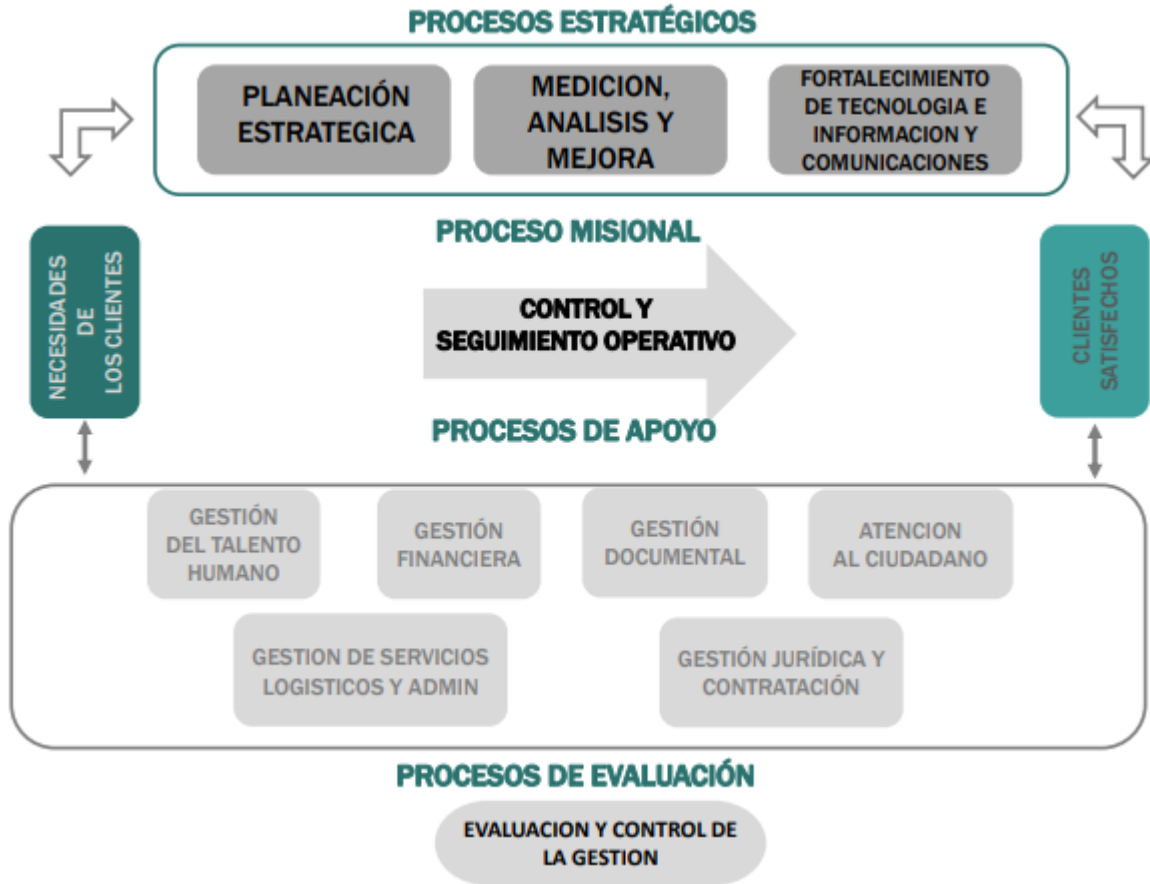 PROCESOS ESTRATÉGICOS
PLANEACIÓN
ESTRATEGICA
MEDICION,
ANALISIS Y
MEJORA
FORTALECIMIENTO
DE TECNOLOGIA E
INFORMACION Y
COMUNICACIONES
NECESIDADES
DE
LOS CLIENTES
PROCESO MISIONAL
CONTROL Y
SEGUIMIENTO OPERATIVO
CLIENTES
SATISFECHOS
PROCESOS DE APOYO
GESTIÓN
DEL TALENTO
HUMANO
GESTIÓN
FINANCIERA
GESTIÓN
DOCUMENTAL
ATENCION
AL CIUDADANO
GESTION DE SERVICIOS
LOGISTICOS Y ADMIN
GESTIÓN JURÍDICA Y
CONTRATACIÓN
PROCESOS DE EVALUACIÓN
EVALUACION Y CONTROL DE
LA GESTION